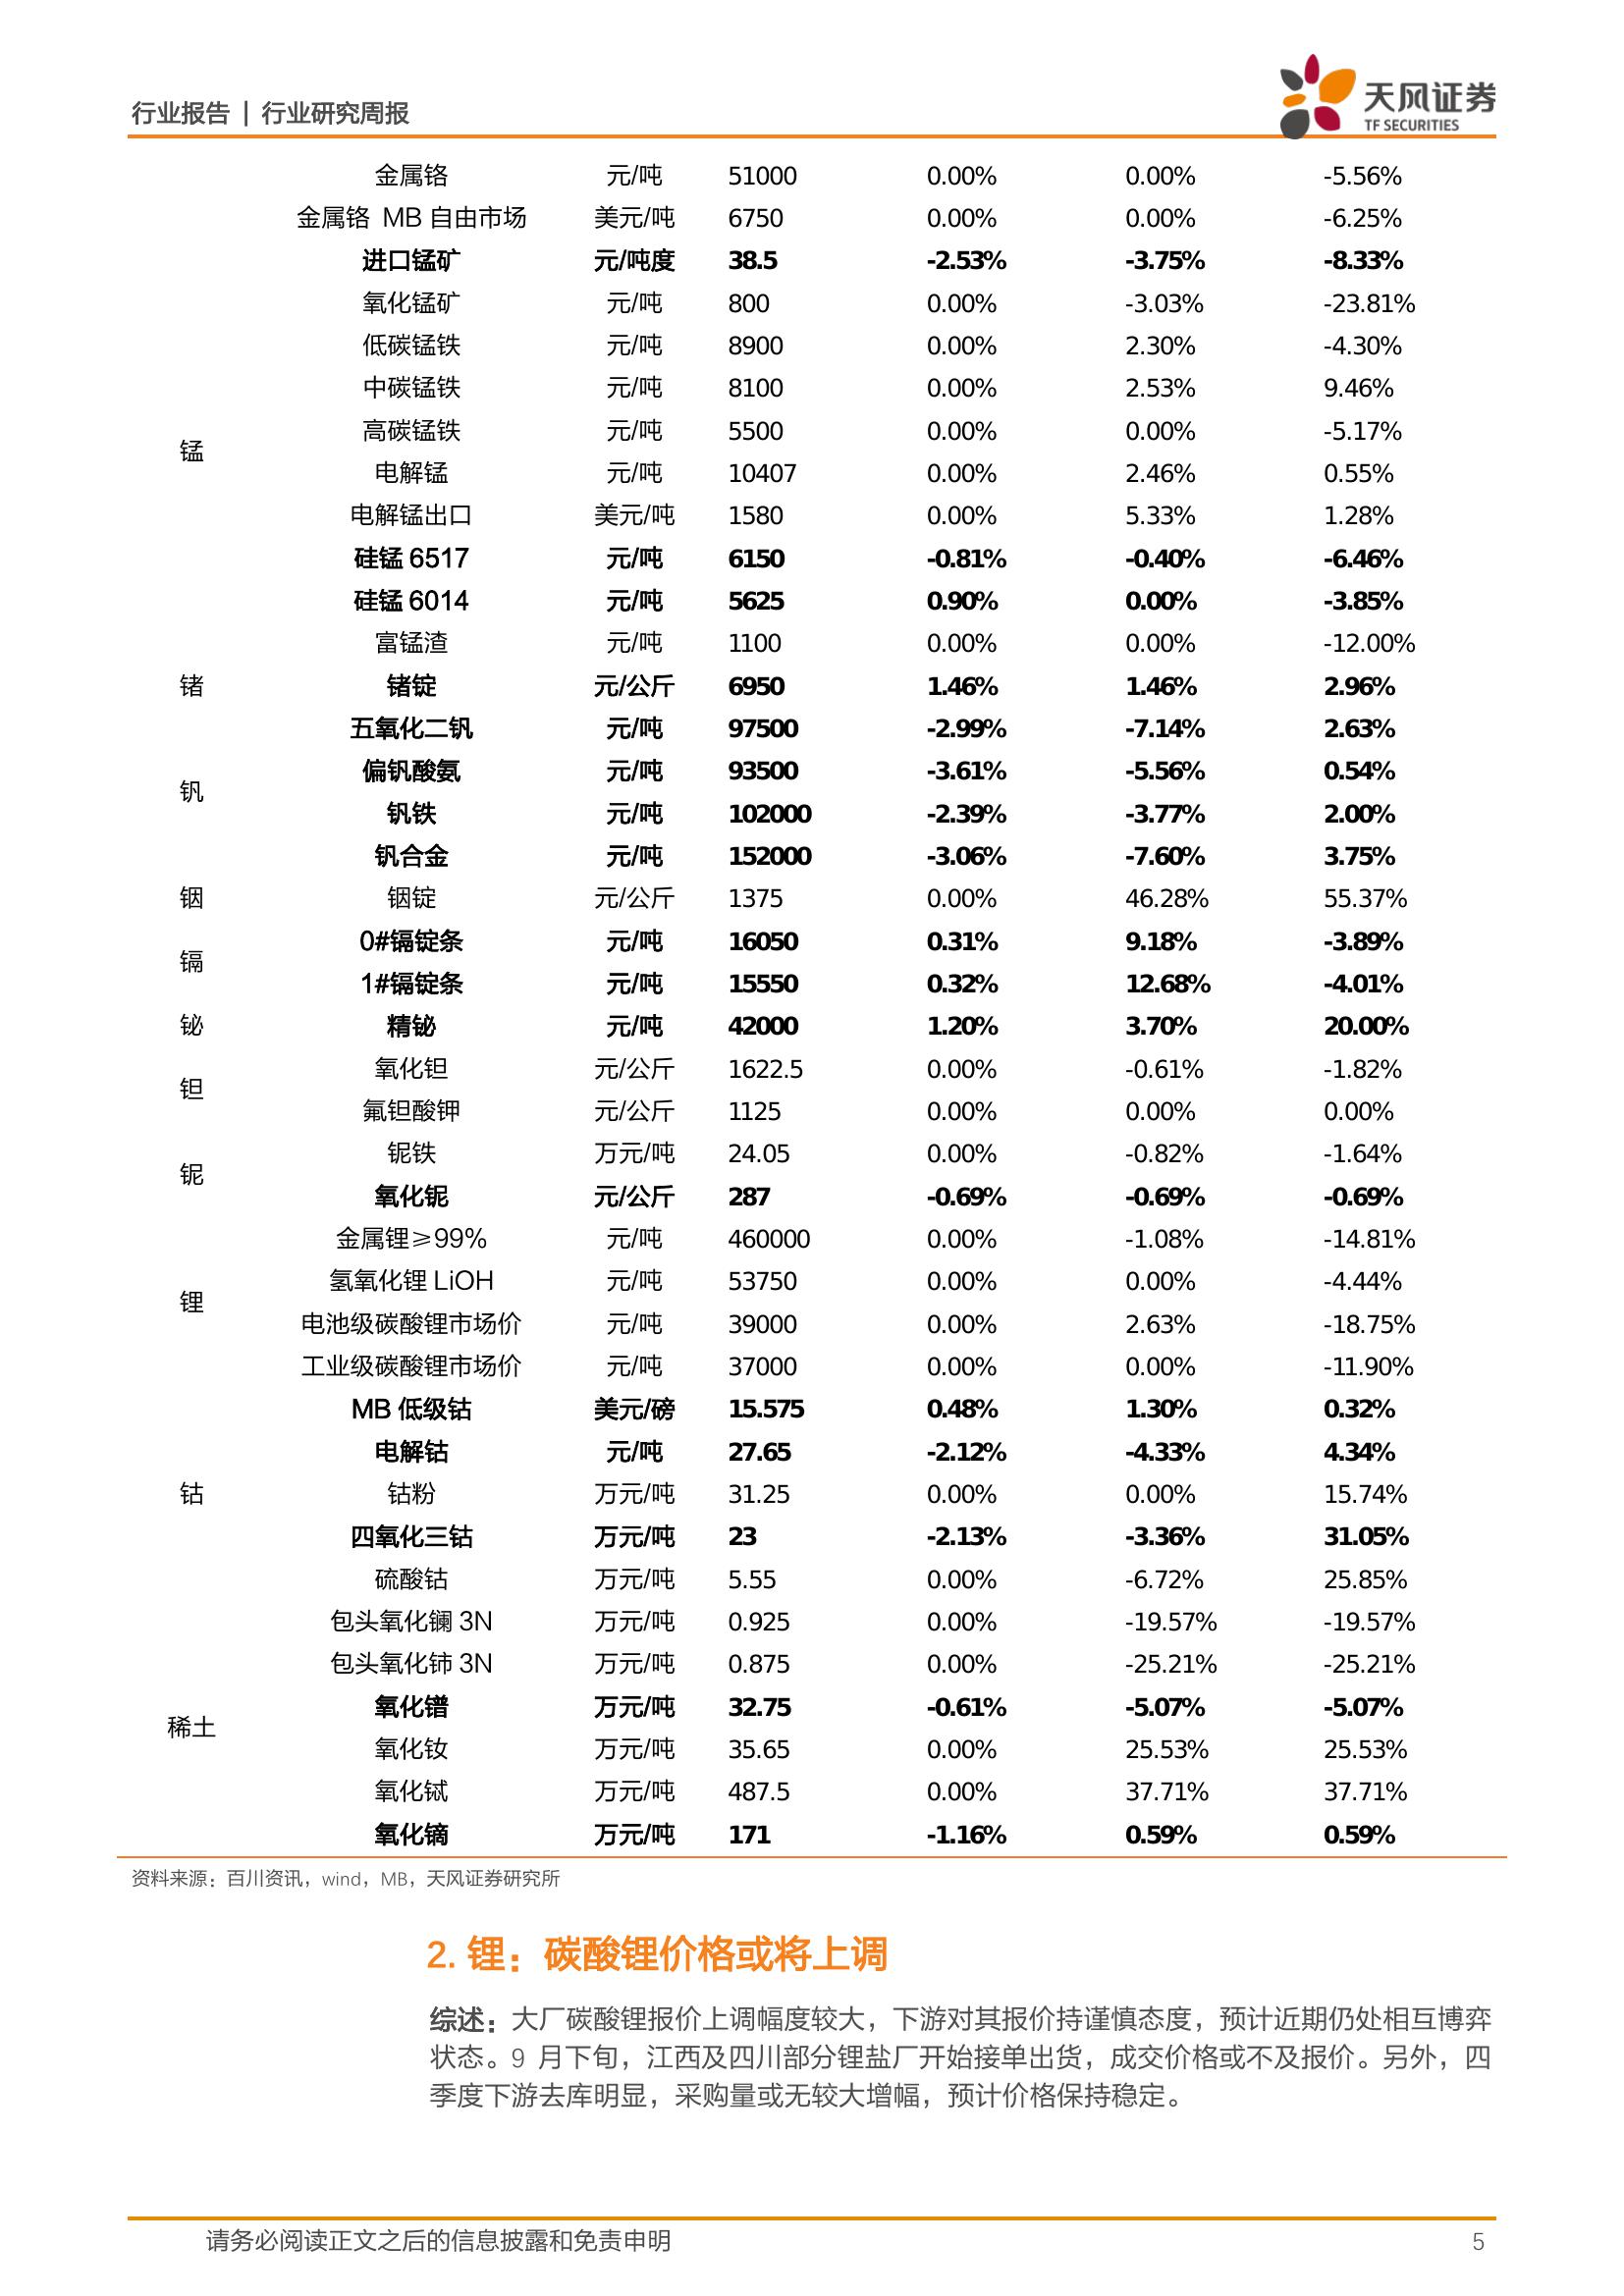 行业报告 | 行业研究周报
天风证券
TF SECURITIES
金属铬 元/吨 51000 0.00% 0.00% -5.56%
金属铬 MB 自由市场 美元/吨 6750 0.00% 0.00% -6.25%
进口锰矿 元/吨度 38.5 -2.53% -3.75% -8.33%
氧化锰矿 元/吨 800 0.00% -3.03% -23.81%
低碳锰铁 元/吨 8900 0.00% 2.30% -4.30%
中碳锰铁 元/吨 8100 0.00% 2.53% 9.46%
高碳锰铁 元/吨 5500 0.00% 0.00% -5.17%
锰
电解锰 元/吨 10407 0.00% 2.46% 0.55%
电解锰出口 美元/吨 1580 0.00% 5.33% 1.28%
硅锰 6517 元/吨 6150 -0.81% -0.40% -6.46%
硅锰 6014 元/吨 5625 0.90% 0.00% -3.85%
富锰渣 元/吨 1100 0.00% 0.00% -12.00%
锗 锗锭 元/公斤 6950 1.46% 1.46% 2.96%
五氧化二钒 元/吨 97500 -2.99% -7.14% 2.63%
偏钒酸氨 元/吨 93500 -3.61% -5.56% 0.54%
钒
钒铁 元/吨 102000 -2.39% -3.77% 2.00%
钒合金 元/吨 152000 -3.06% -7.60% 3.75%
铟 铟锭 元/公斤 1375 0.00% 46.28% 55.37%
0#镉锭条 元/吨 16050 0.31% 9.18% -3.89%
镉
1#镉锭条 元/吨 15550 0.32% 12.68% -4.01%
铋 精铋 元/吨 42000 1.20% 3.70% 20.00%
氧化钽 元/公斤 1622.5 0.00% -0.61% -1.82%
钽
氟钽酸钾 元/公斤 1125 0.00% 0.00% 0.00%
铌铁 万元/吨 24.05 0.00% -0.82% -1.64%
铌
氧化铌 元/公斤 287 -0.69% -0.69% -0.69%
金属锂≥99% 元/吨 460000 0.00% -1.08% -14.81%
氢氧化锂 LiOH 元/吨 53750 0.00% 0.00% -4.44%
锂
电池级碳酸锂市场价 元/吨 39000 0.00% 2.63% -18.75%
工业级碳酸锂市场价 元/吨 37000 0.00% 0.00% -11.90%
MB 低级钴 美元/磅 15.575 0.48% 1.30% 0.32%
电解钴 元/吨 27.65 -2.12% -4.33% 4.34%
钴 钴粉 万元/吨 31.25 0.00% 0.00% 15.74%
四氧化三钴 万元/吨 23 -2.13% -3.36% 31.05%
硫酸钴 万元/吨 5.55 0.00% -6.72% 25.85%
包头氧化镧 3N 万元/吨 0.925 0.00% -19.57% -19.57%
包头氧化铈 3N 万元/吨 0.875 0.00% -25.21% -25.21%
氧化镨 万元/吨 32.75 -0.61% -5.07% -5.07%
稀土
氧化钕 万元/吨 35.65 0.00% 25.53% 25.53%
氧化铽 万元/吨 487.5 0.00% 37.71% 37.71%
氧化镝 万元/吨 171 -1.16% 0.59% 0.59%
资料来源：百川资讯，wind，MB，天风证券研究所
2. 锂：碳酸锂价格或将上调
综述：大厂碳酸锂报价上调幅度较大，下游对其报价持谨慎态度，预计近期仍处相互博弈
状态。9 月下旬，江西及四川部分锂盐厂开始接单出货，成交价格或不及报价。另外，四
季度下游去库明显，采购量或无较大增幅，预计价格保持稳定。
请务必阅读正文之后的信息披露和免责申明 5